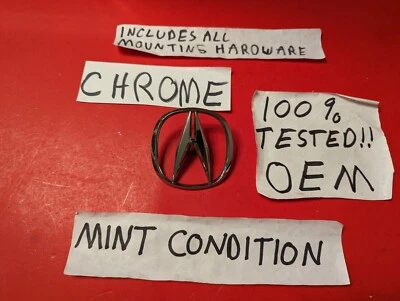 INCLUDES ALL
MOUNTING HARDWARE
CHROME
100%
TESTED!!
OEM
MINT CONDITION